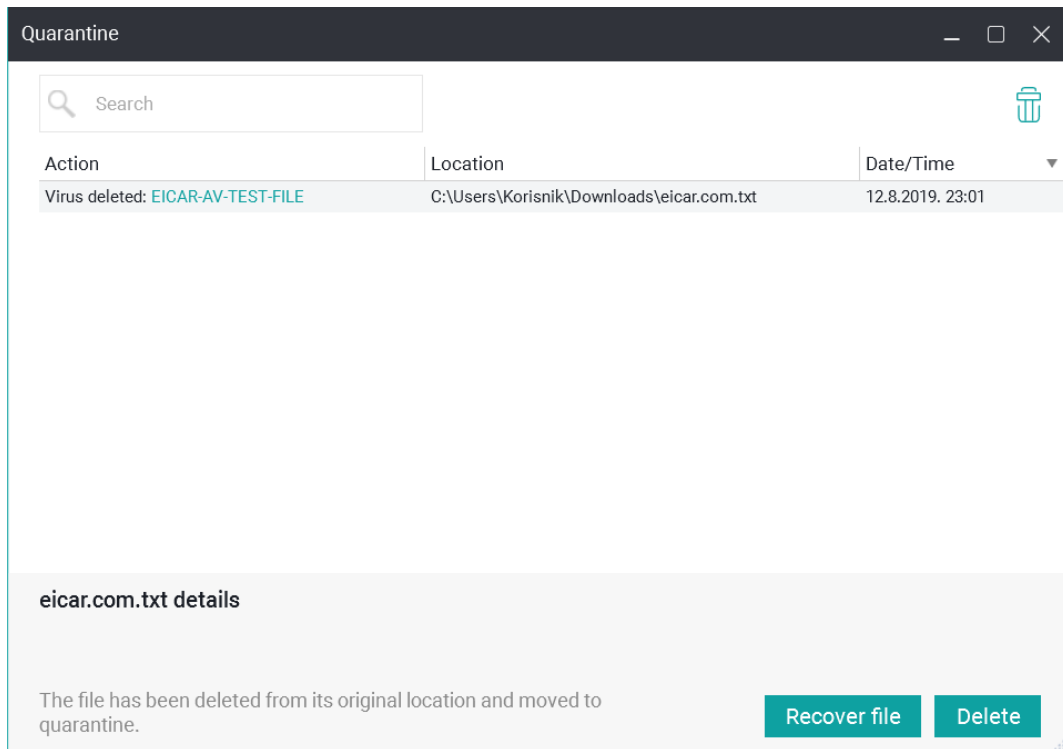 Quarantine
Search
Action Location Date/Time
Virus deleted: EICAR-AV-TEST-FILE C:\Users\Korisnik\Downloads\eicar.com.txt 12.8.2019. 23:01
eicar.com.txt details
The file has been deleted from its original location and moved to
quarantine.
Recover file Delete